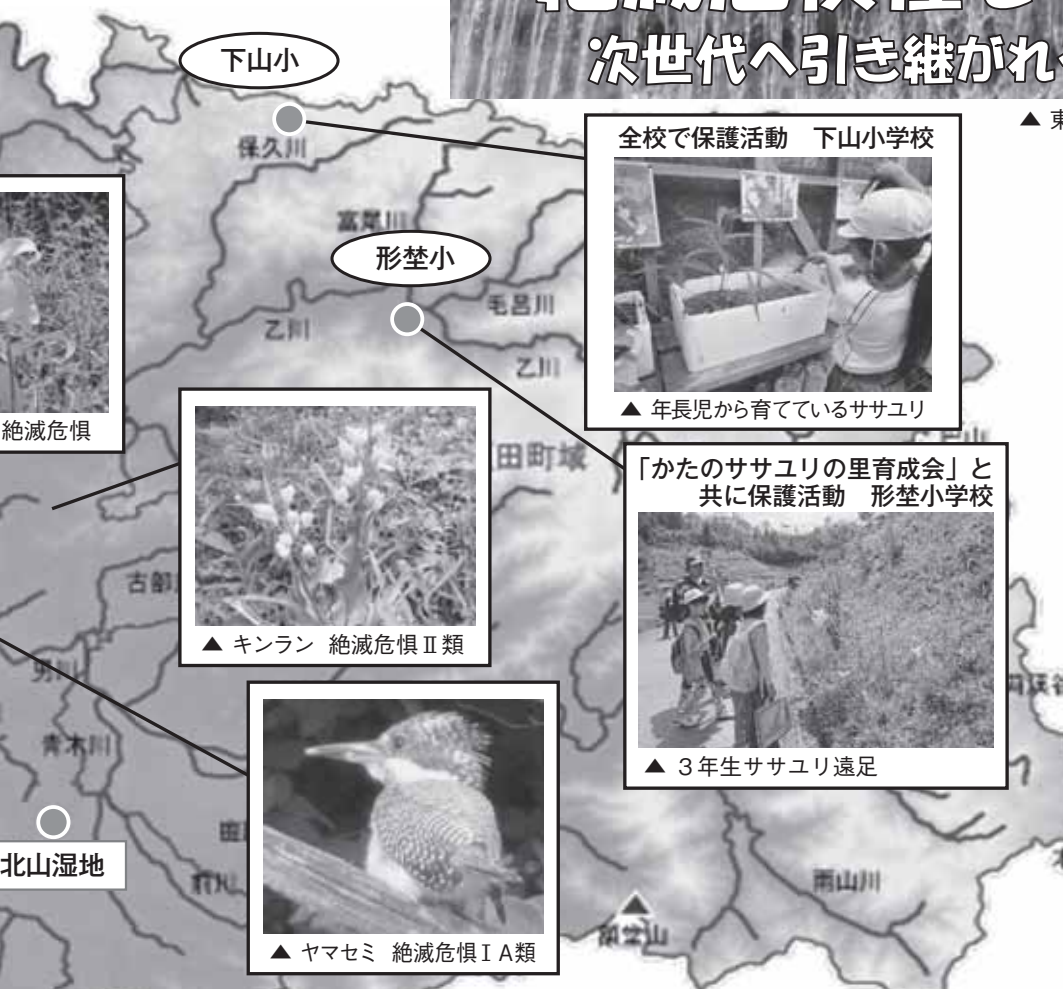 次世代へ引き継がれ
▲ 東
下山小
保久川
全校で保護活動 下山小学校
▲ 年長児から育てているササユリ
富尾川
形埜小
毛呂川
乙川
乙川
絶滅危惧
田町域
「かたのササユリの里育成会」と
共に保護活動 形埜小学校
▲ 3年生ササユリ遠足
▲ キンラン 絶滅危惧Ⅱ類
古部
青木川
北山湿地
▲ ヤマセミ 絶滅危惧ⅠA類
雨山川